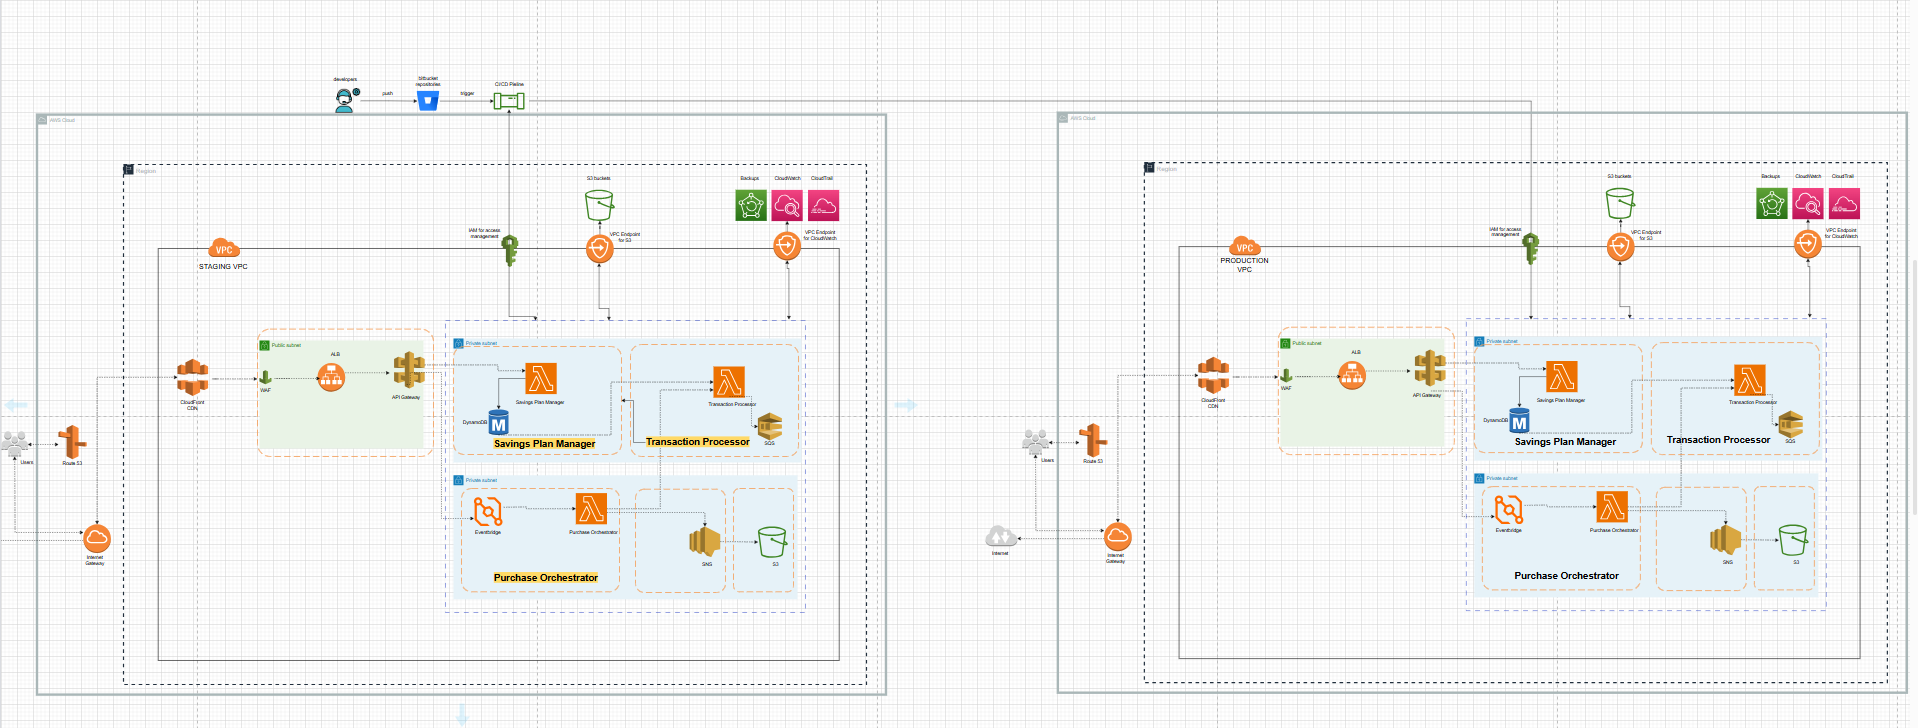 developers
push
bitbucket
repositories
trigger
CI/CD Pipeline
AWS Cloud
Region
S3 buckets
Backups
CloudWatch
CloudTrail
IAM for access
management
VPC Endpoint
for S3
VPC Endpoint
for CloudWatch
VPC
STAGING VPC
Public subnet
ALB
WAF
API Gateway
CloudFront
CDN
Users
Route 53
Internet
Gateway
Private subnet
Savings Plan Manager
DynamoDB
M
Savings Plan Manager
Transaction Processor
SQS
Transaction Processor
Private subnet
Eventbridge
Purchase Orchestrator
SNS
S3
Purchase Orchestrator
AWS Cloud
Region
S3 buckets
Backups
CloudWatch
CloudTrail
IAM for access
management
VPC Endpoint
for S3
VPC Endpoint
for CloudWatch
VPC
PRODUCTION
VPC
Public subnet
ALB
WAF
API Gateway
CloudFront
CDN
Users
Route 53
Internet
Internet
Gateway
Private subnet
Savings Plan Manager
DynamoDB
M
Savings Plan Manager
Transaction Processor
SQS
Transaction Processor
Private subnet
Eventbridge
Purchase Orchestrator
SNS
S3
Purchase Orchestrator